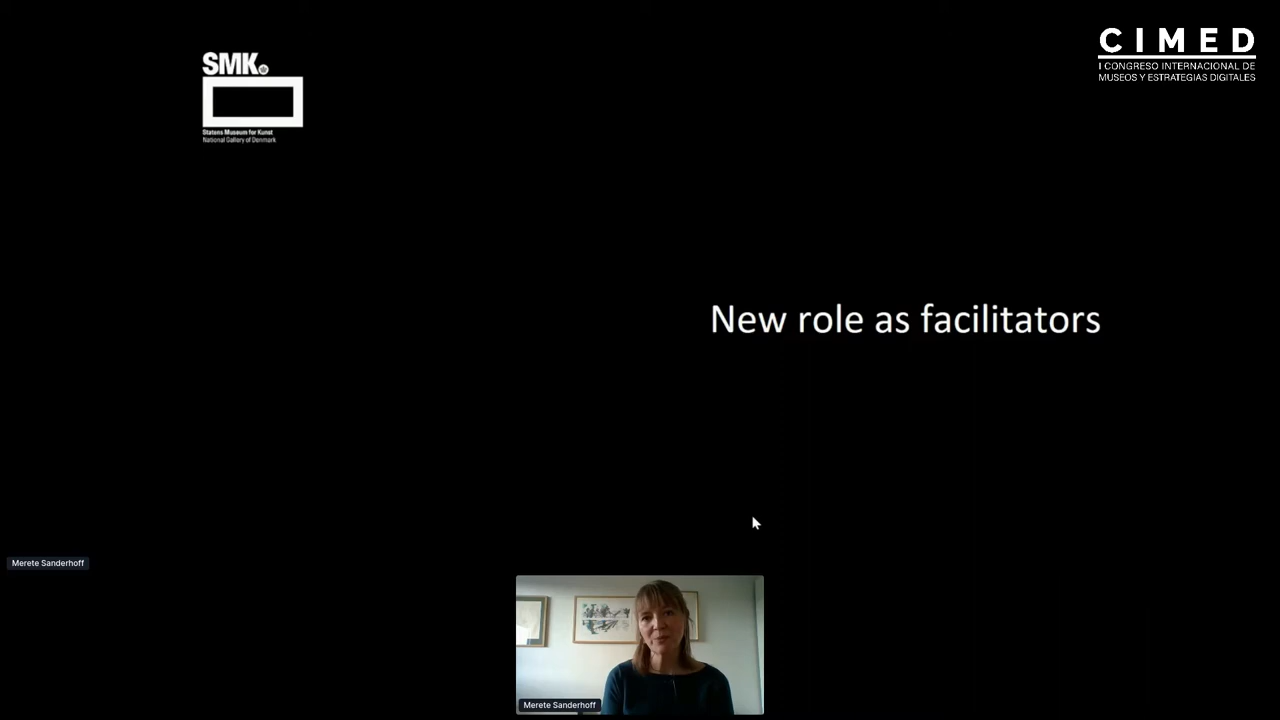 SMK
Statens Museum for Kunst
National Gallery of Denmark
CIMED
I CONGRESO INTERNACIONAL DE
MUSEOS Y ESTRATEGIAS DIGITALES
New role as facilitators
Merete Sanderhoff
Merete Sanderhoff